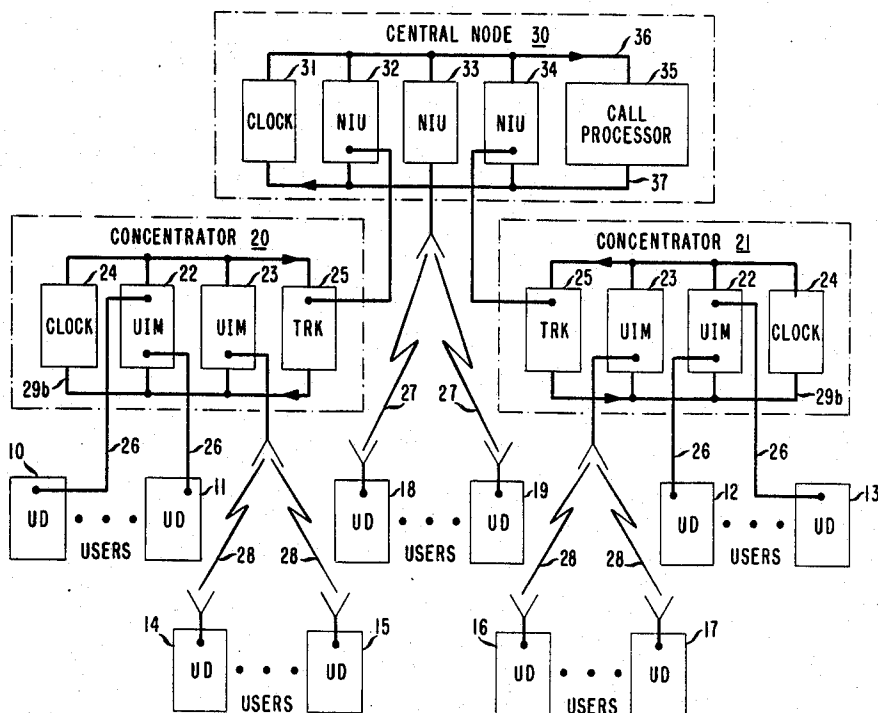 CENTRAL NODE 30
36
31
32
33
34
35
CLOCK
NIU
NIU
NIU
CALL
PROCESSOR
37
CONCENTRATOR 20
24
22
23
25
CLOCK
UIM
UIM
TRK
29b
CONCENTRATOR 21
25
23
22
24
TRK
UIM
UIM
CLOCK
29b
26
26
27
27
26
26
10
UD
11
UD
USERS
18
UD
19
UD
USERS
12
UD
13
UD
USERS
28
28
28
28
14
UD
15
UD
USERS
16
UD
17
UD
USERS